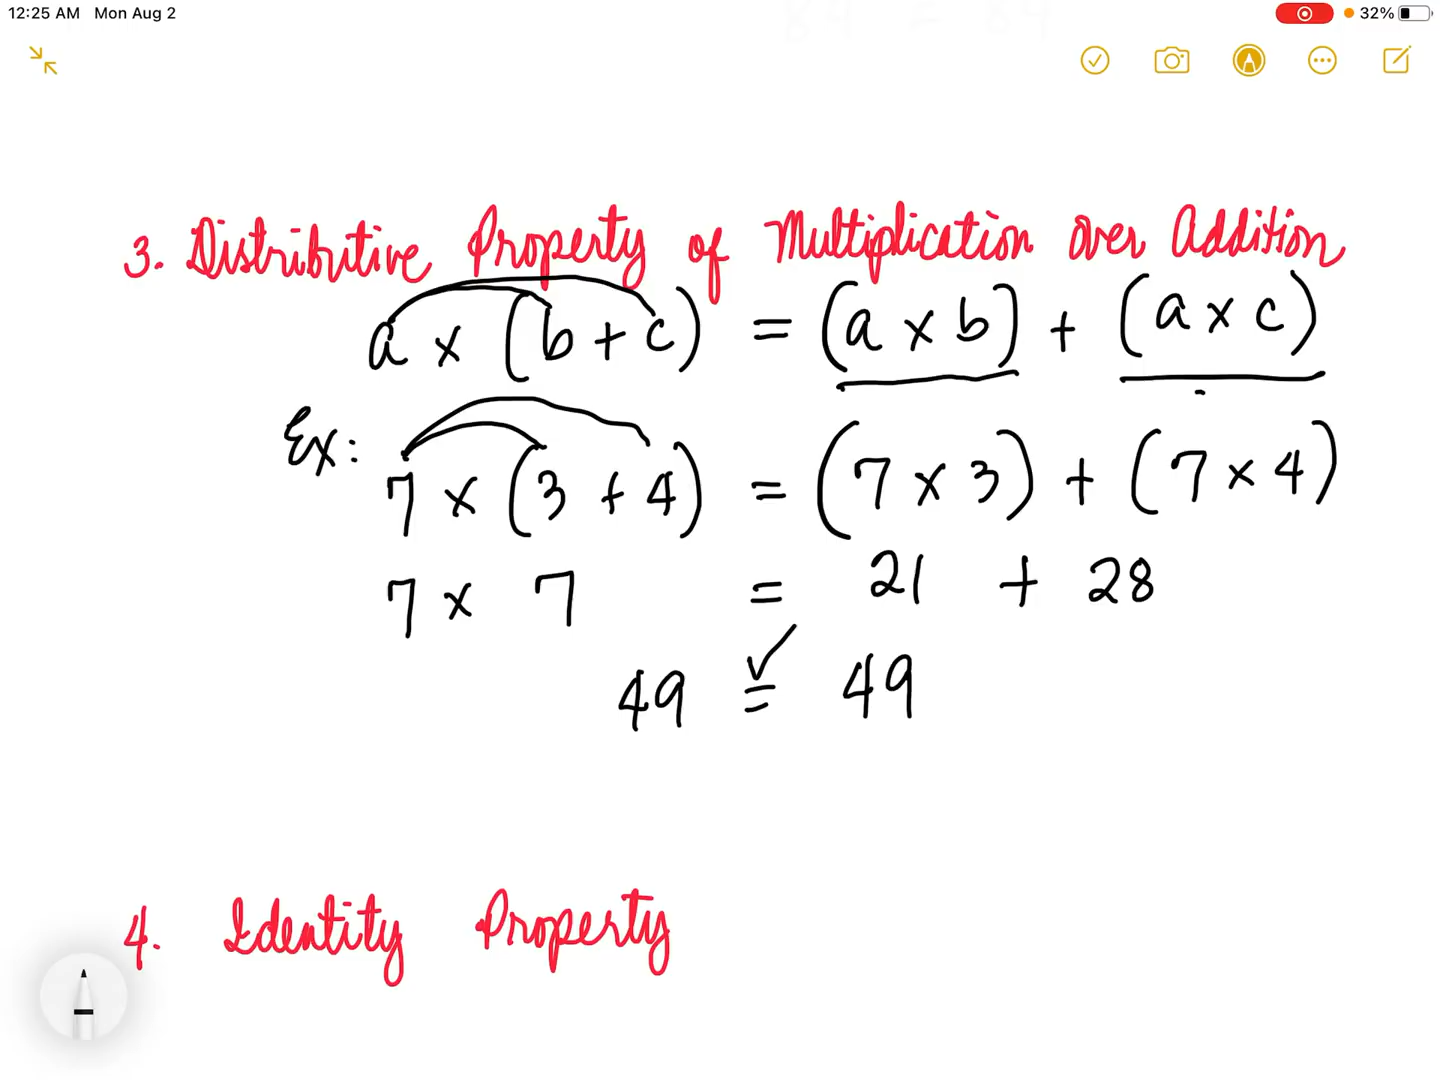 12:25 AM Mon Aug 2 32%
3. Distributive Property of Multiplication over Addition
a × (b + c) = (a × b) + (a × c)
Ex:
7 × (3 + 4) = (7 × 3) + (7 × 4)
7 × 7 = 21 + 28
49 = 49
4. Identity Property